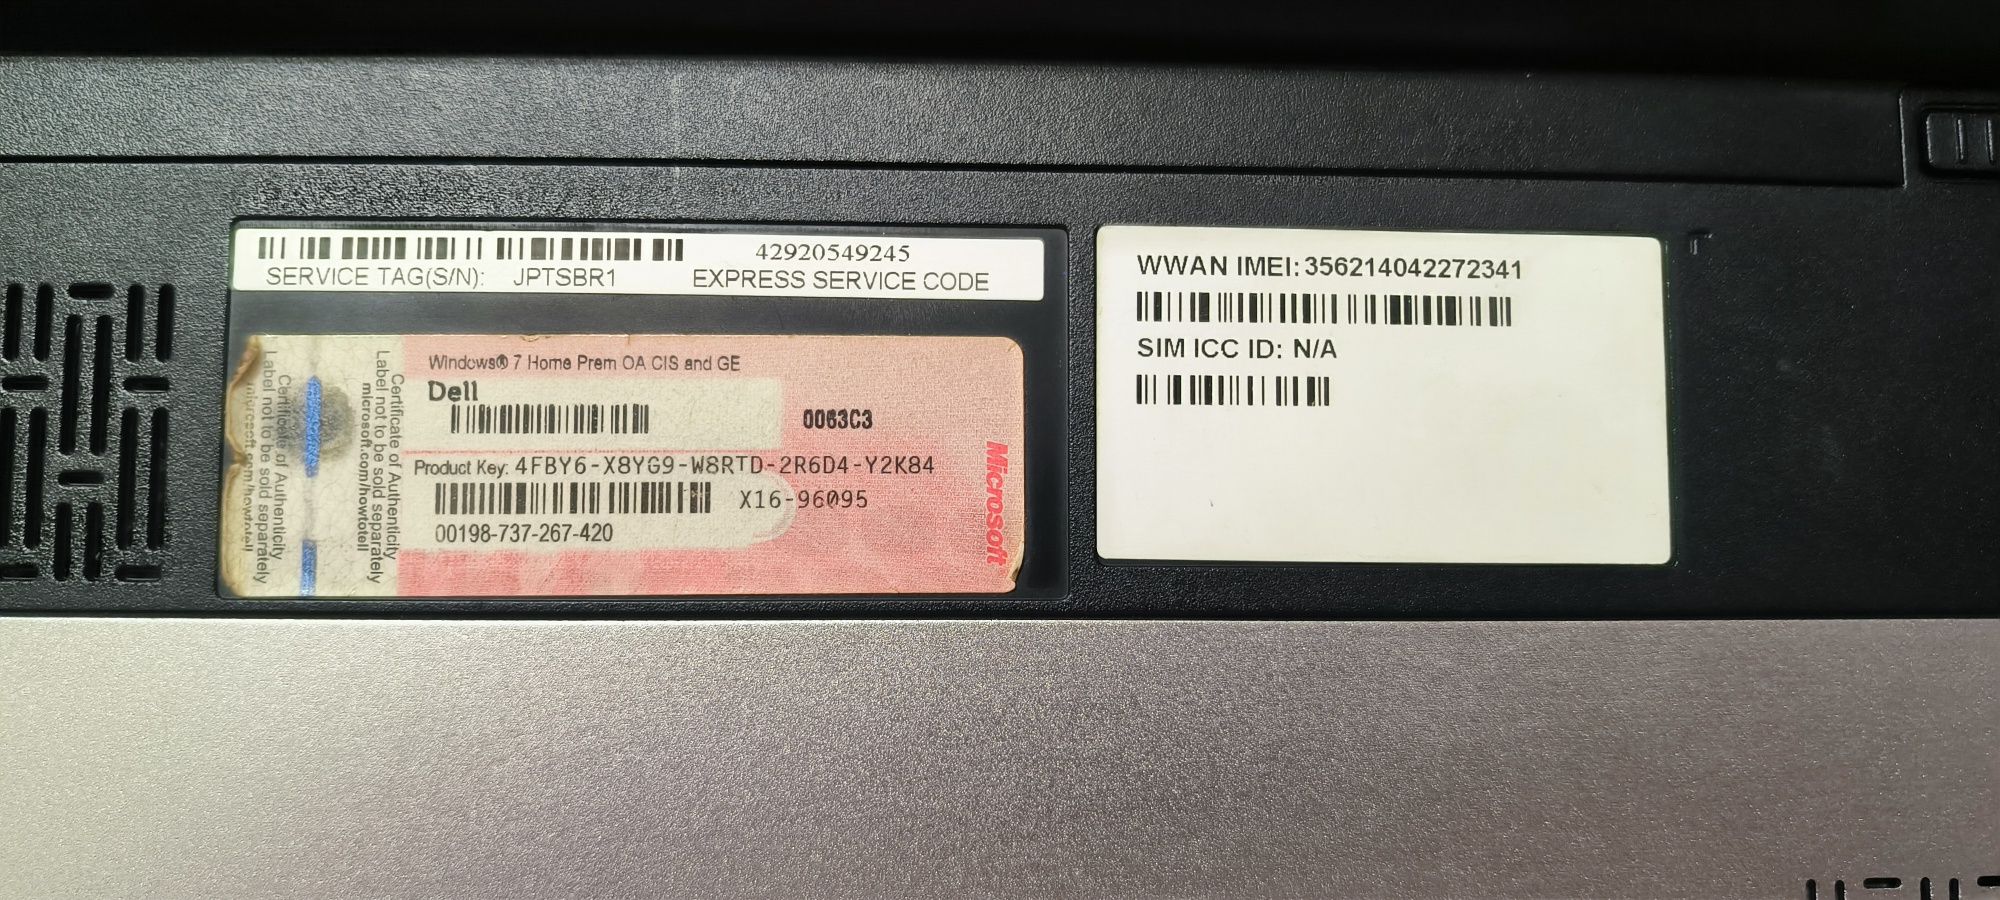 42920549245
SERVICE TAG(S/N): JPTSBR1 EXPRESS SERVICE CODE
Windows® 7 Home Prem OA CIS and GE
Dell
0063C3
Product Key: 4FBY6-X8YG9-W8RTD-2R6D4-Y2K84
X16-96095
00198-737-267-420
Microsoft
Certificate of Authenticity
Label not to be sold separately
microsoft.com/howtotell
Certificate of Authenticity
Label not to be sold separately
microsoft.com/howtotell
WWAN IMEI:356214042272341
SIM ICC ID: N/A